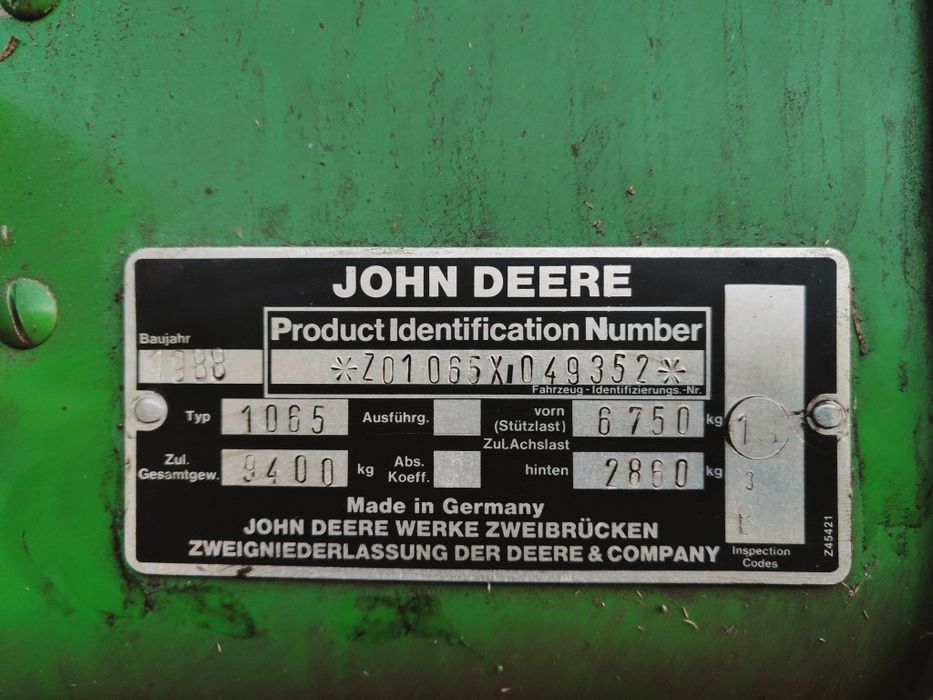 JOHN DEERE
Product Identification Number
Baujahr
1988
*Z01065X049352*
Fahrzeug-Identifizierungs.-Nr.
Typ 1065 Ausführg. vorn (Stützlast) 6750 kg
Zul.Achslast
Zul. Gesamtgew. 9400 kg Abs. Koeff. hinten 2860 kg
3
E
Made in Germany
JOHN DEERE WERKE ZWEIBRÜCKEN
ZWEIGNIEDERLASSUNG DER DEERE & COMPANY
Inspection
Codes
Z45421